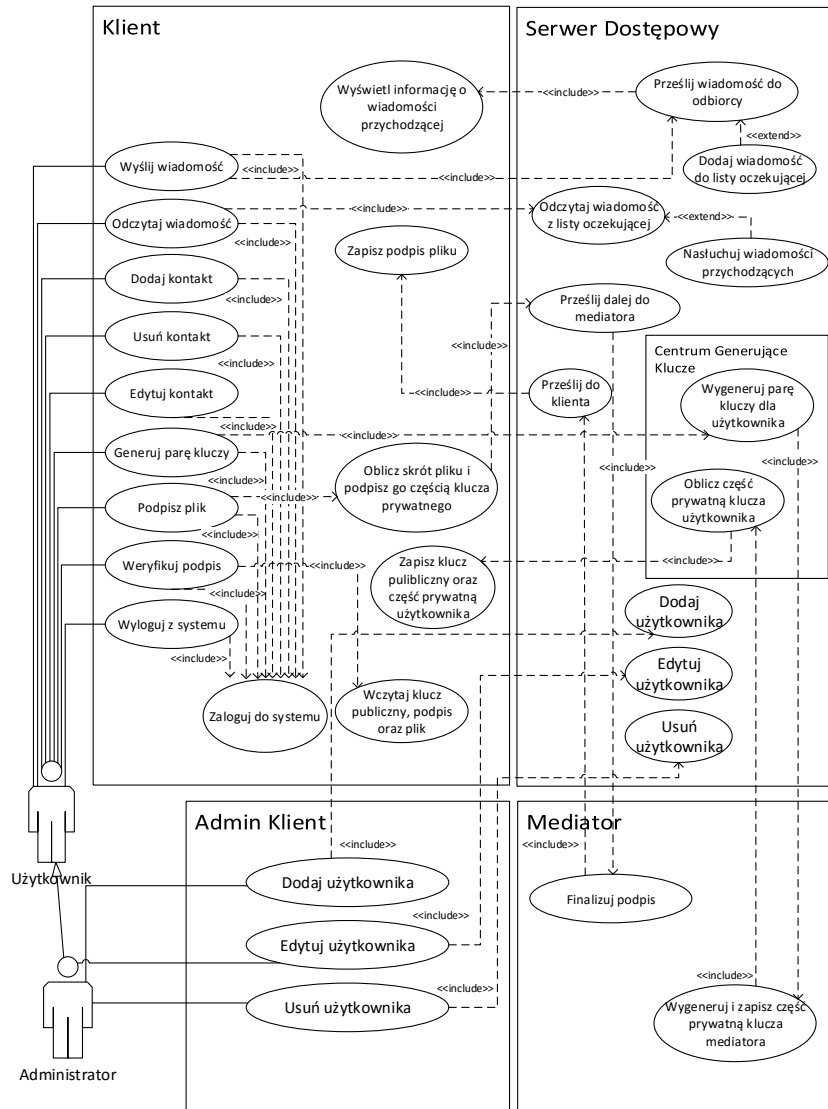 Klient
Serwer Dostępowy
Wyświetl informację o
wiadomości
przychodzącej
<<include>>
Prześlij wiadomość do
odbiorcy
<<extend>>
Dodaj wiadomość
do listy oczekującej
Wyślij wiadomość
<<include>>
<<include>>
Odczytaj wiadomość
<<include>>
Odczytaj wiadomość
z listy oczekującej
<<extend>>
Nasłuchuj wiadomości
przychodzących
Zapisz podpis pliku
Dodaj kontakt
<<include>>
Prześlij dalej do
mediatora
Usuń kontakt
<<include>>
<<include>>
Centrum Generujące
Klucze
Edytuj kontakt
<<include>>
<<include>>
Prześlij do
klienta
Wygeneruj parę
kluczy dla
użytkownika
<<include>>
Generuj parę kluczy
<<include>>
Oblicz skrót pliku i
podpisz go częścią klucza
prywatnego
<<include>>
Oblicz część
prywatną klucza
użytkownika
Podpisz plik
<<include>>
<<include>>
Weryfikuj podpis
<<include>>
<<include>>
Zapisz klucz
pulibliczny oraz
część prywatną
użytkownika
<<include>>
Wyloguj z systemu
<<include>>
Dodaj
użytkownika
Edytuj
użytkownika
Usuń
użytkownika
Zaloguj do systemu
Wczytaj klucz
publiczny, podpis
oraz plik
Użytkownik
Admin Klient
Mediator
<<include>>
<<include>>
Dodaj użytkownika
Finalizuj podpis
<<include>>
Edytuj użytkownika
<<include>>
Usuń użytkownika
<<include>>
Wygeneruj i zapisz część
prywatną klucza
mediatora
Administrator